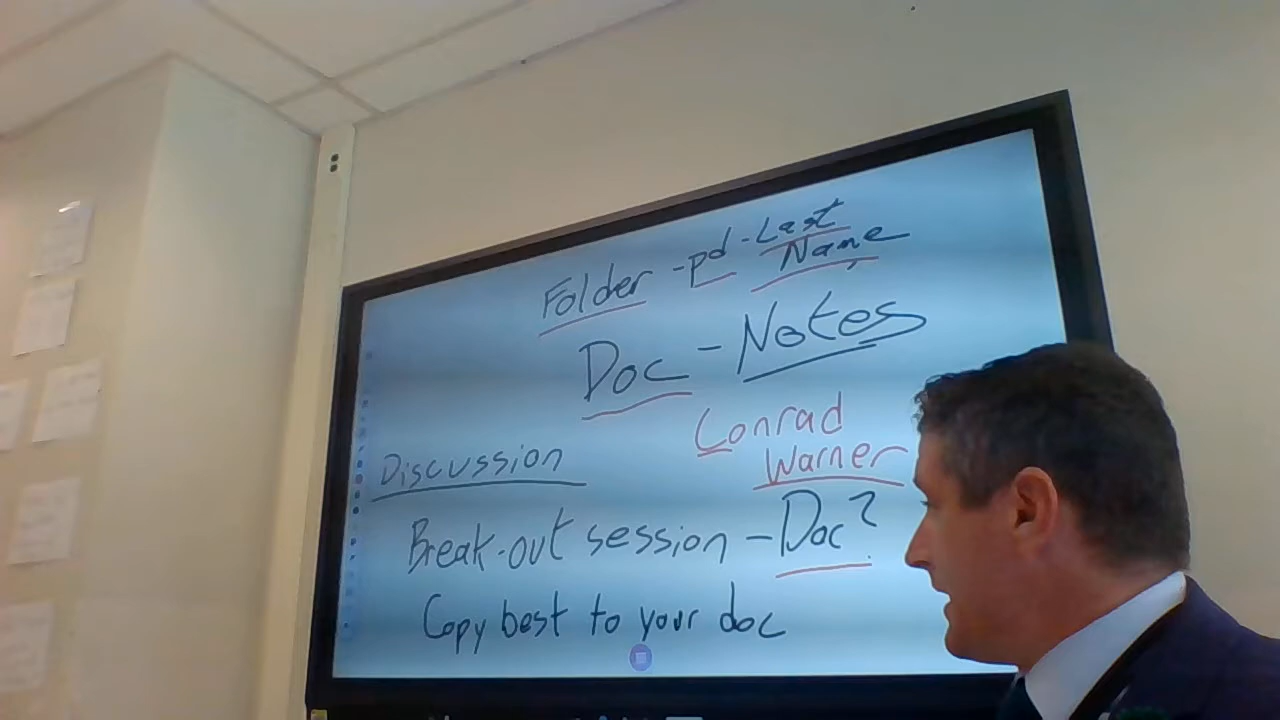 Folder - pd - Last Name
Doc - Notes
Conrad
Warner
Discussion
Break-out session - Doc?
Copy best to your doc